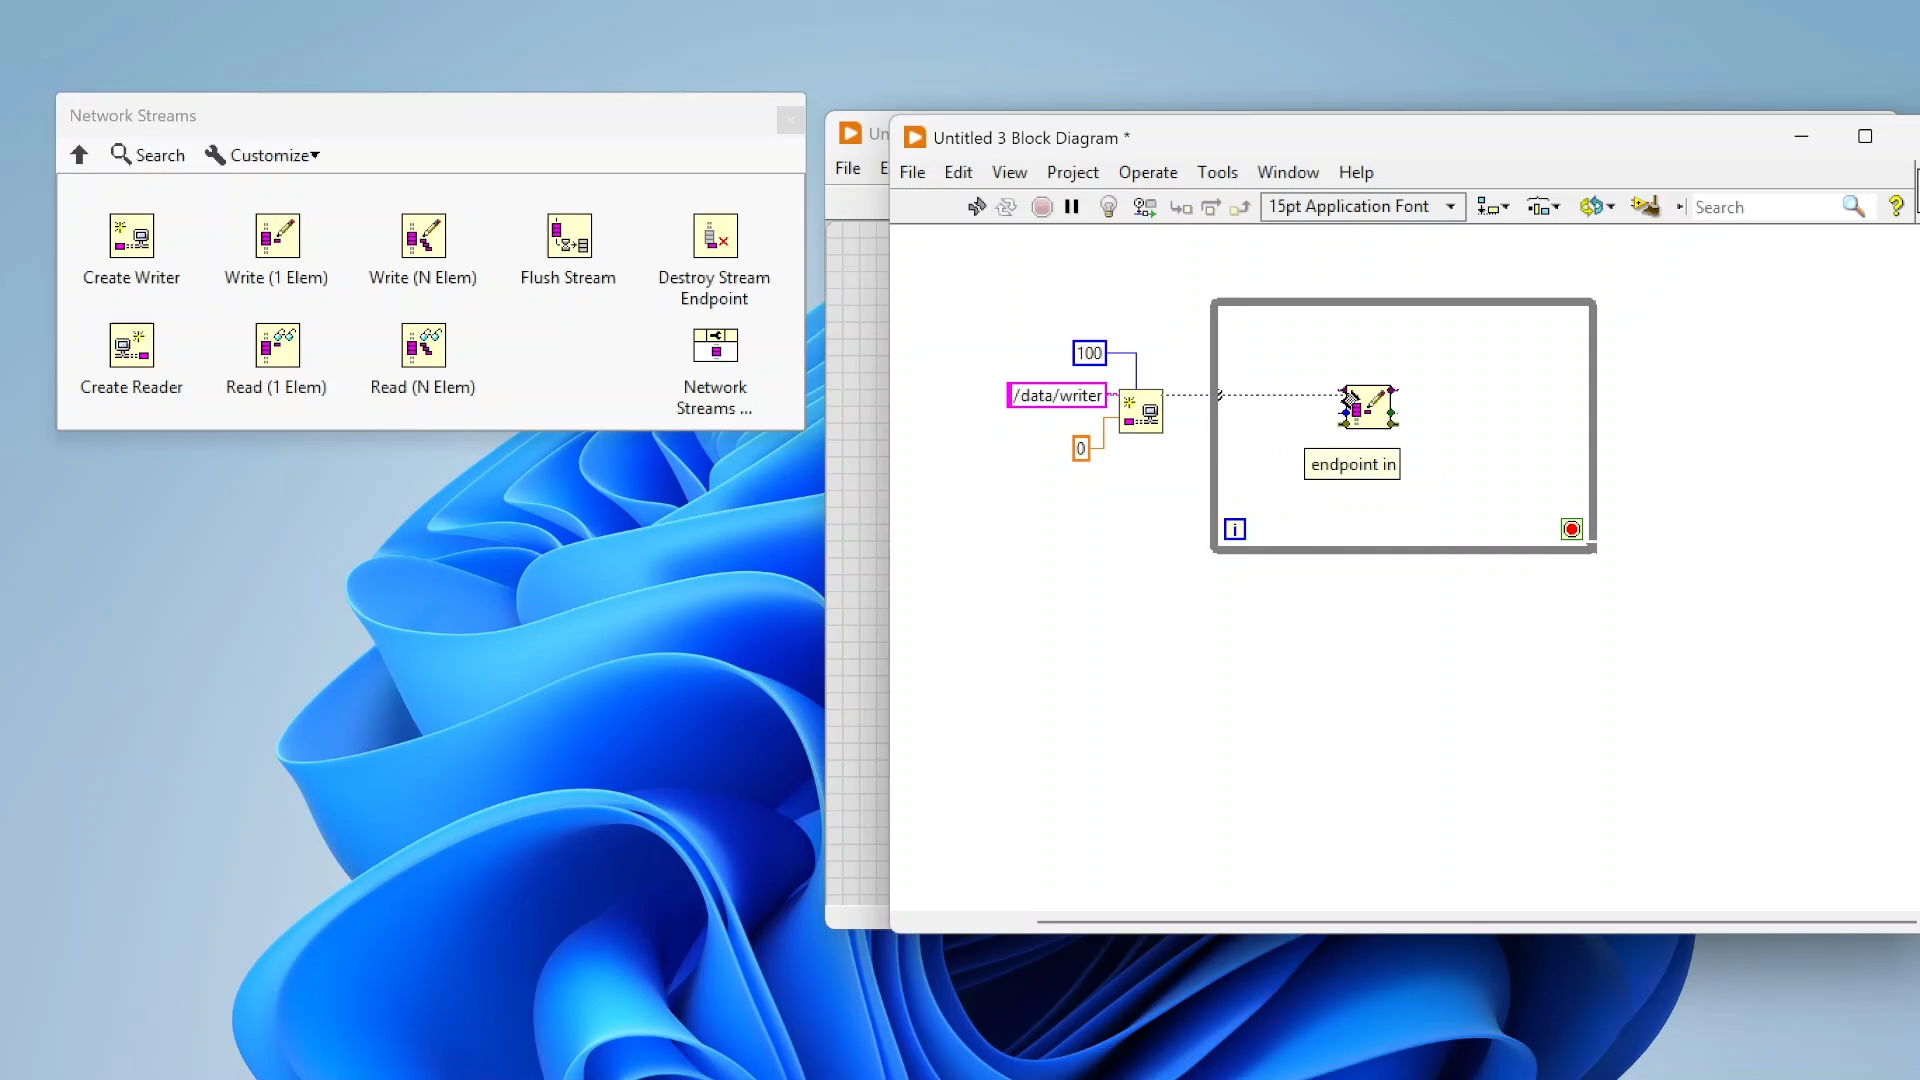 Network Streams
Search Customize
Create Writer
Write (1 Elem)
Write (N Elem)
Flush Stream
Destroy Stream
Endpoint
Create Reader
Read (1 Elem)
Read (N Elem)
Network
Streams ...
Un
File E
Untitled 3 Block Diagram *
File Edit View Project Operate Tools Window Help
15pt Application Font
Search
?
100
/data/writer
0
endpoint in
i